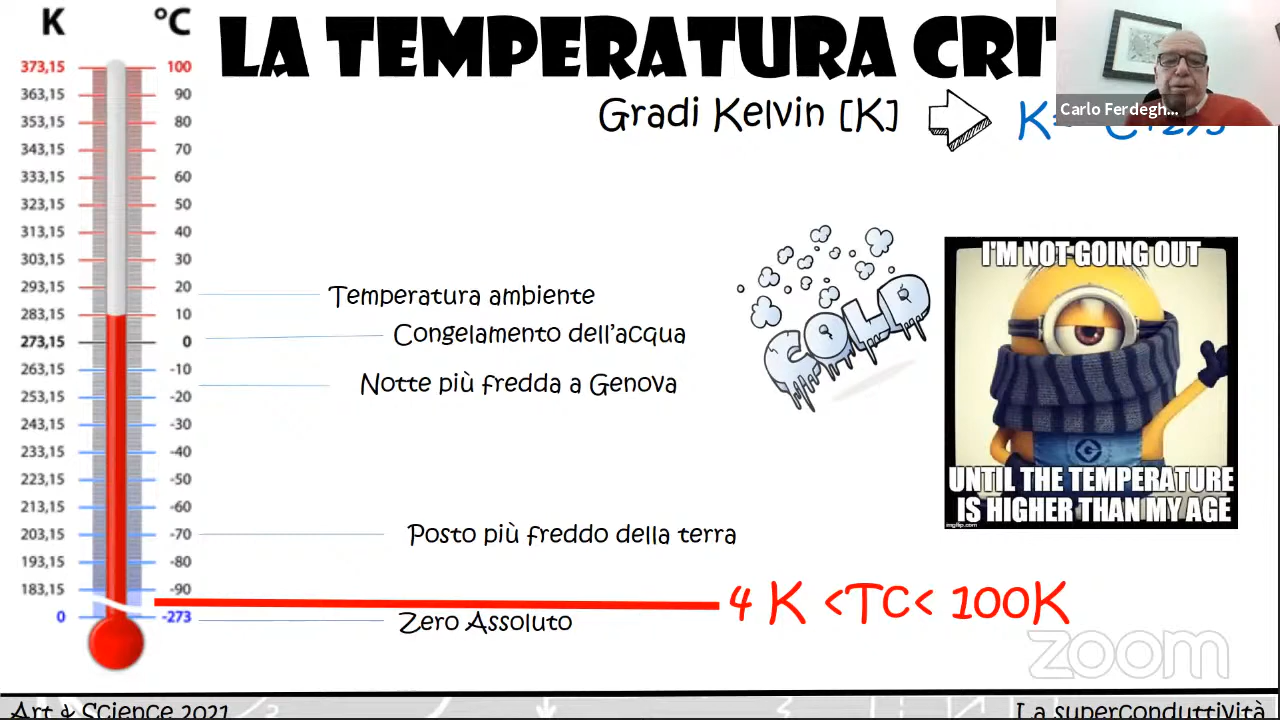 K °C
LA TEMPERATURA
Gradi Kelvin [K]
Carlo Ferdegh...
373,15 100
363,15 90
353,15 80
343,15 70
333,15 60
323,15 50
313,15 40
303,15 30
293,15 20
283,15 10
273,15 0
263,15 -10
253,15 -20
243,15 -30
233,15 -40
223,15 -50
213,15 -60
203,15 -70
193,15 -80
183,15 -90
0 -273
Temperatura ambiente
Congelamento dell'acqua
Notte più fredda a Genova
Posto più freddo della terra
Zero Assoluto
COLD
I'M NOT GOING OUT
UNTIL THE TEMPERATURE
IS HIGHER THAN MY AGE
imgflip.com
4 K <TC< 100K
zoom
Art & Science 2021
La superconduttività